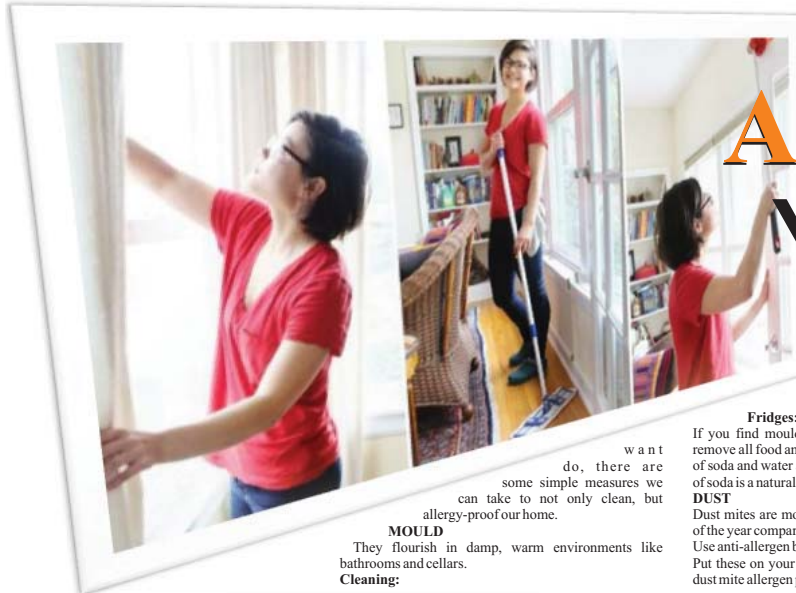 A
want
do, there are
some simple measures we
can take to not only clean, but
allergy-proof our home.
MOULD
They flourish in damp, warm environments like
bathrooms and cellars.
Cleaning:
Fridges:
If you find mould
remove all food an
of soda and water
of soda is a natural
DUST
Dust mites are mo
of the year compar
Use anti-allergen b
Put these on your
dust mite allergen p